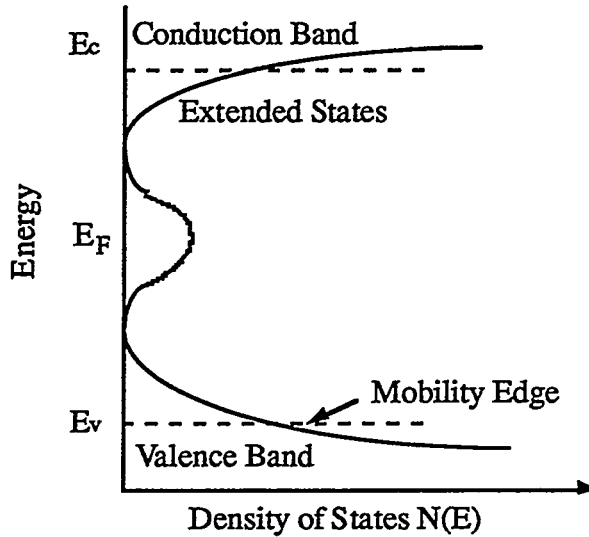 Ec
Conduction Band
Extended States
Energy
EF
Mobility Edge
Ev
Valence Band
Density of States N(E)